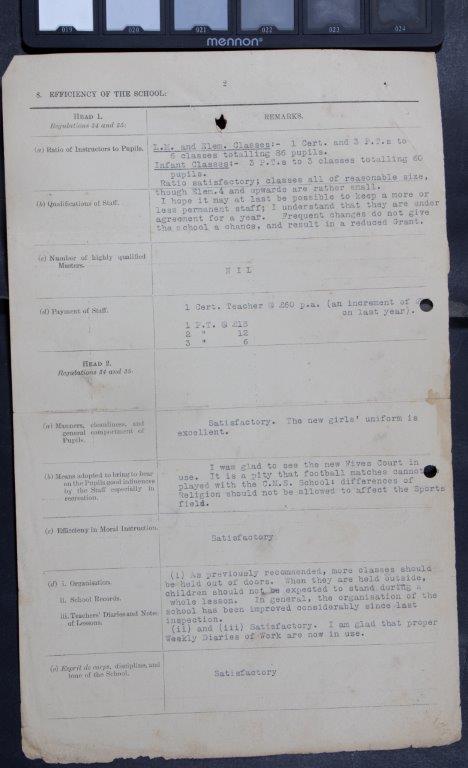 019 020 021 022 023 024
mennon
2
8. EFFICIENCY OF THE SCHOOL:
HEAD 1.
Regulations 34 and 35:
REMARKS.
(a) Ratio of Instructors to Pupils.
L.M. and Elem. Classes:- 1 Cert. and 3 P.T.s to
6 classes totalling 86 pupils.
Infant Classes:- 3 P.T.s to 3 classes totalling 60
pupils.
Ratio satisfactory; classes all of reasonable size,
though Elem.4 and upwards are rather small.
(b) Qualifications of Staff.
I hope it may at last be possible to keep a more or
less permanent staff; I understand that they are under
agreement for a year. Frequent changes do not give
the school a chance, and result in a reduced Grant.
(c) Number of highly qualified
Masters.
N I L
(d) Payment of Staff.
1 Cert. Teacher @ £60 p.a. (an increment of
on last year).
1 P.T. @ £18
2 " 12
3 " 6
HEAD 2.
Regulations 34 and 35.
(a) Manners, cleanliness, and
general comportment of
Pupils.
Satisfactory. The new girls' uniform is
excellent.
(b) Means adopted to bring to bear
on the Pupils good influences
by the Staff especially in
recreation.
I was glad to see the new Fives Court in
use. It is a pity that football matches cannot
played with the C.M.S. School: differences of
Religion should not be allowed to affect the Sports
field.
(c) Efficiency in Moral Instruction.
Satisfactory
(d) i. Organisation.
ii. School Records.
iii. Teachers' Diaries and Notes
of Lessons.
(i) As previously recommended, more classes should
be held out of doors. When they are held outside,
children should not be expected to stand during a
whole lesson. In general, the organisation of the
school has been improved considerably since last
inspection.
(ii) and (iii) Satisfactory. I am glad that proper
Weekly Diaries of Work are now in use.
(e) Esprit de corps, discipline, and
tone of the School.
Satisfactory